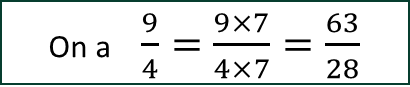 On a 9/4 = 9×7/4×7 = 63/28